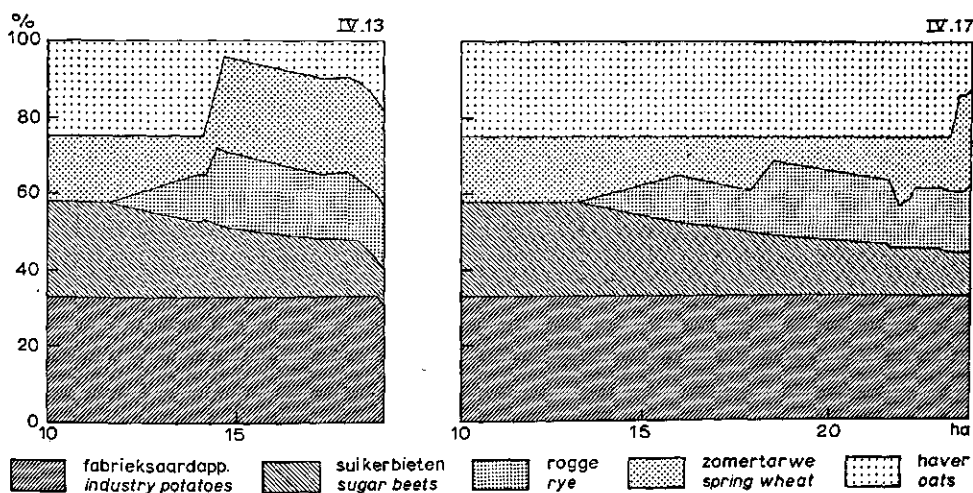 %
IV.13
IV.17
100
80
60
40
20
0
10 15
10 15 20 ha
fabrieksaardapp.
industry potatoes
suikerbieten
sugar beets
rogge
rye
zomertarwe
spring wheat
haver
oats